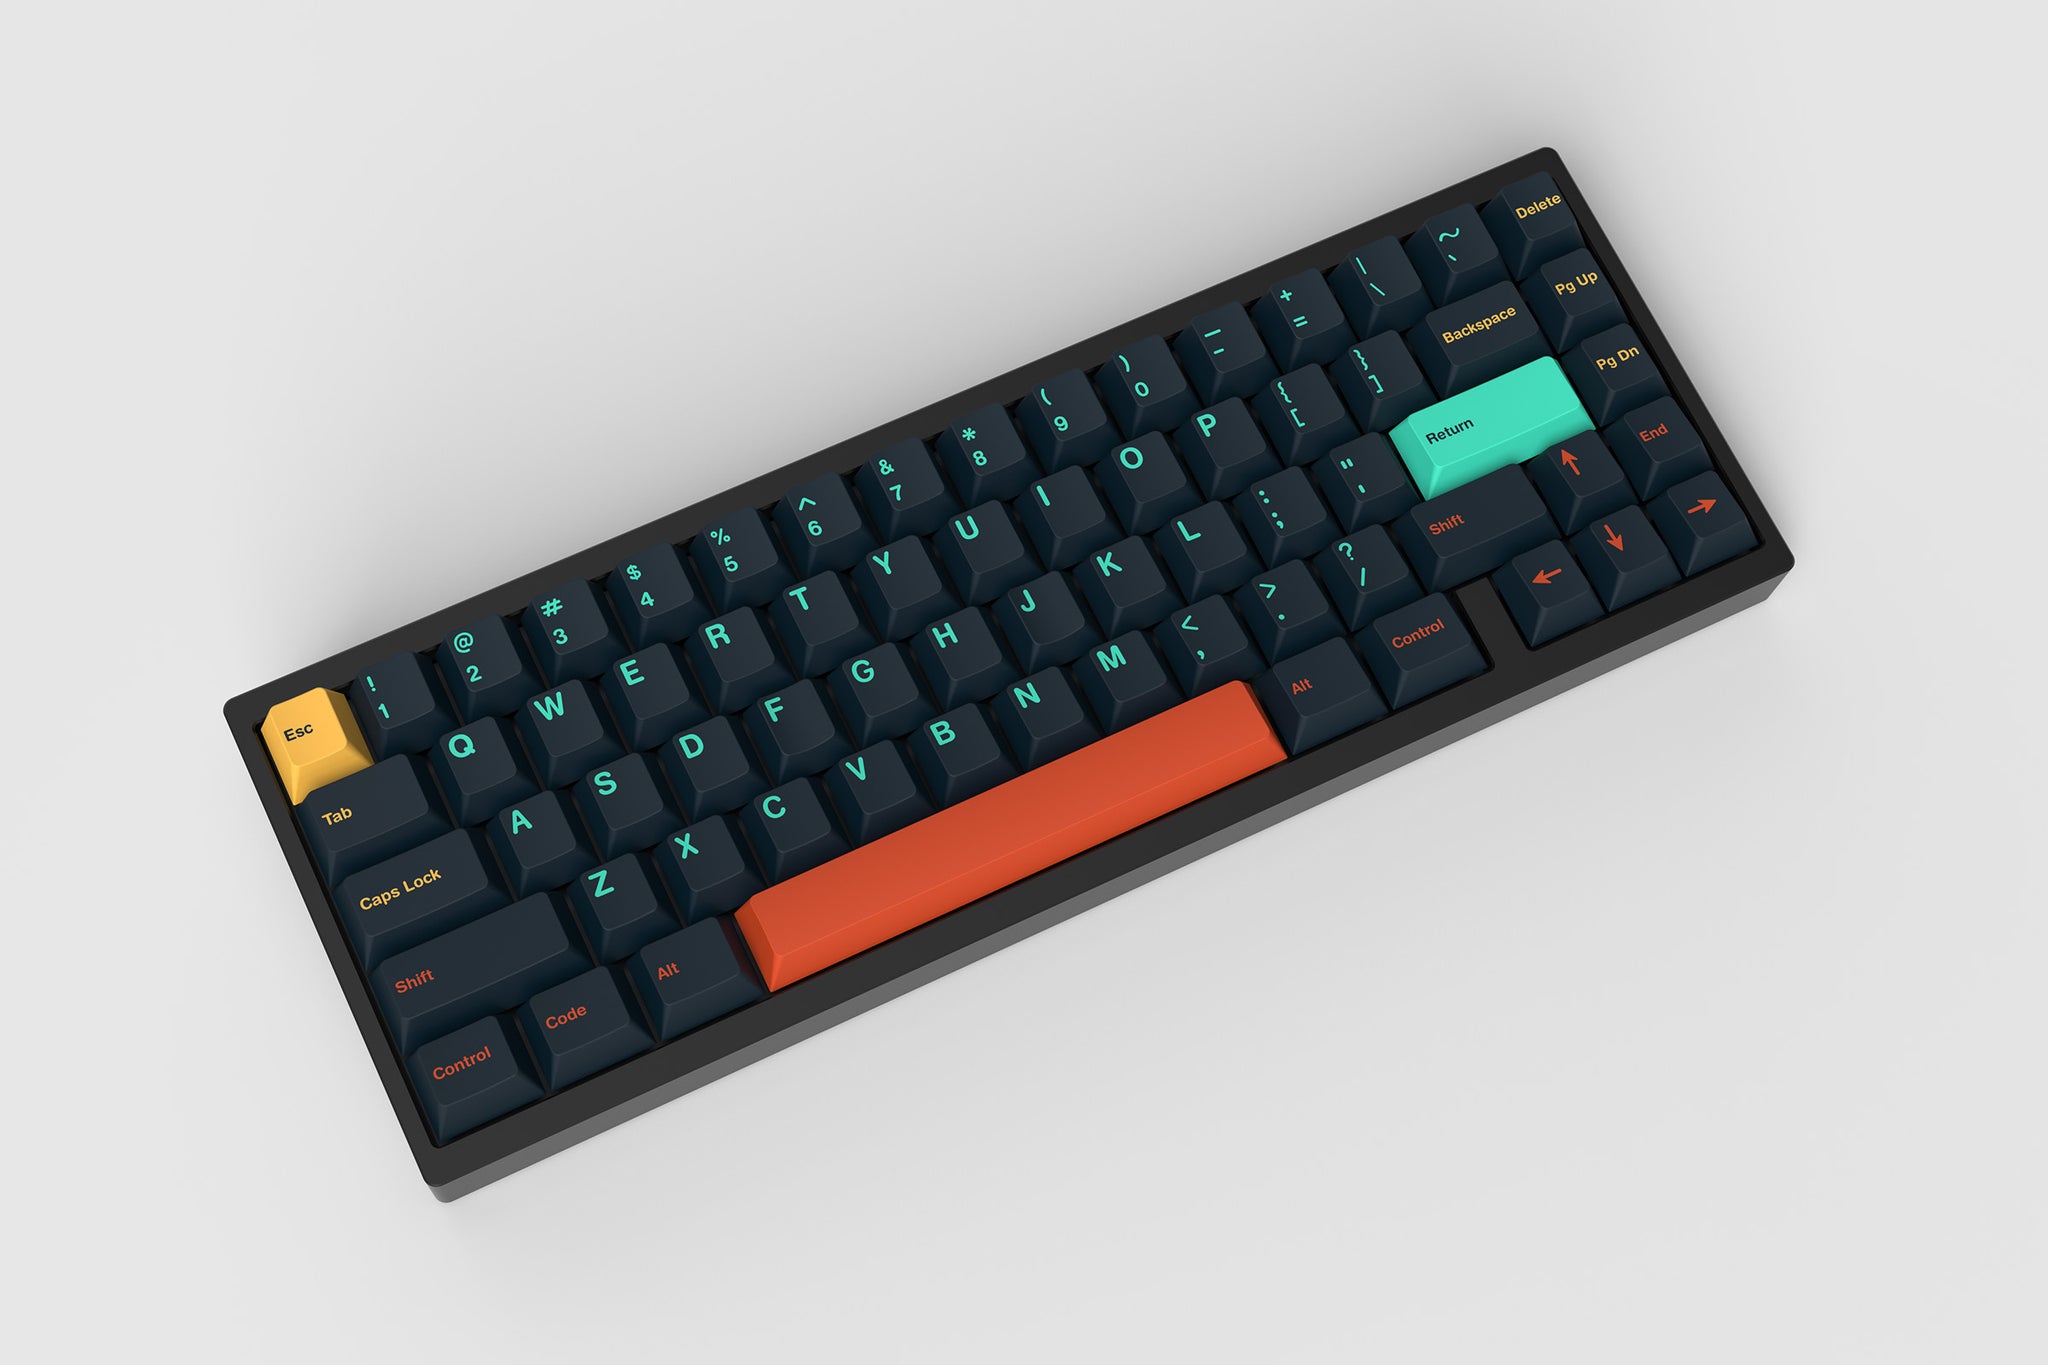 Esc
!
1
@
2
#
3
$
4
%
5
^
6
&
7
*
8
(
9
)
0
_
-
+
=
|
\
~
`
Delete
Tab
Q
W
E
R
T
Y
U
I
O
P
{
[
}
]
Backspace
Pg Up
Caps Lock
A
S
D
F
G
H
J
K
L
:
;
"
'
Return
Pg Dn
Shift
Z
X
C
V
B
N
M
<
,
>
.
?
/
Shift
↑
End
Control
Code
Alt
Alt
Control
←
↓
→